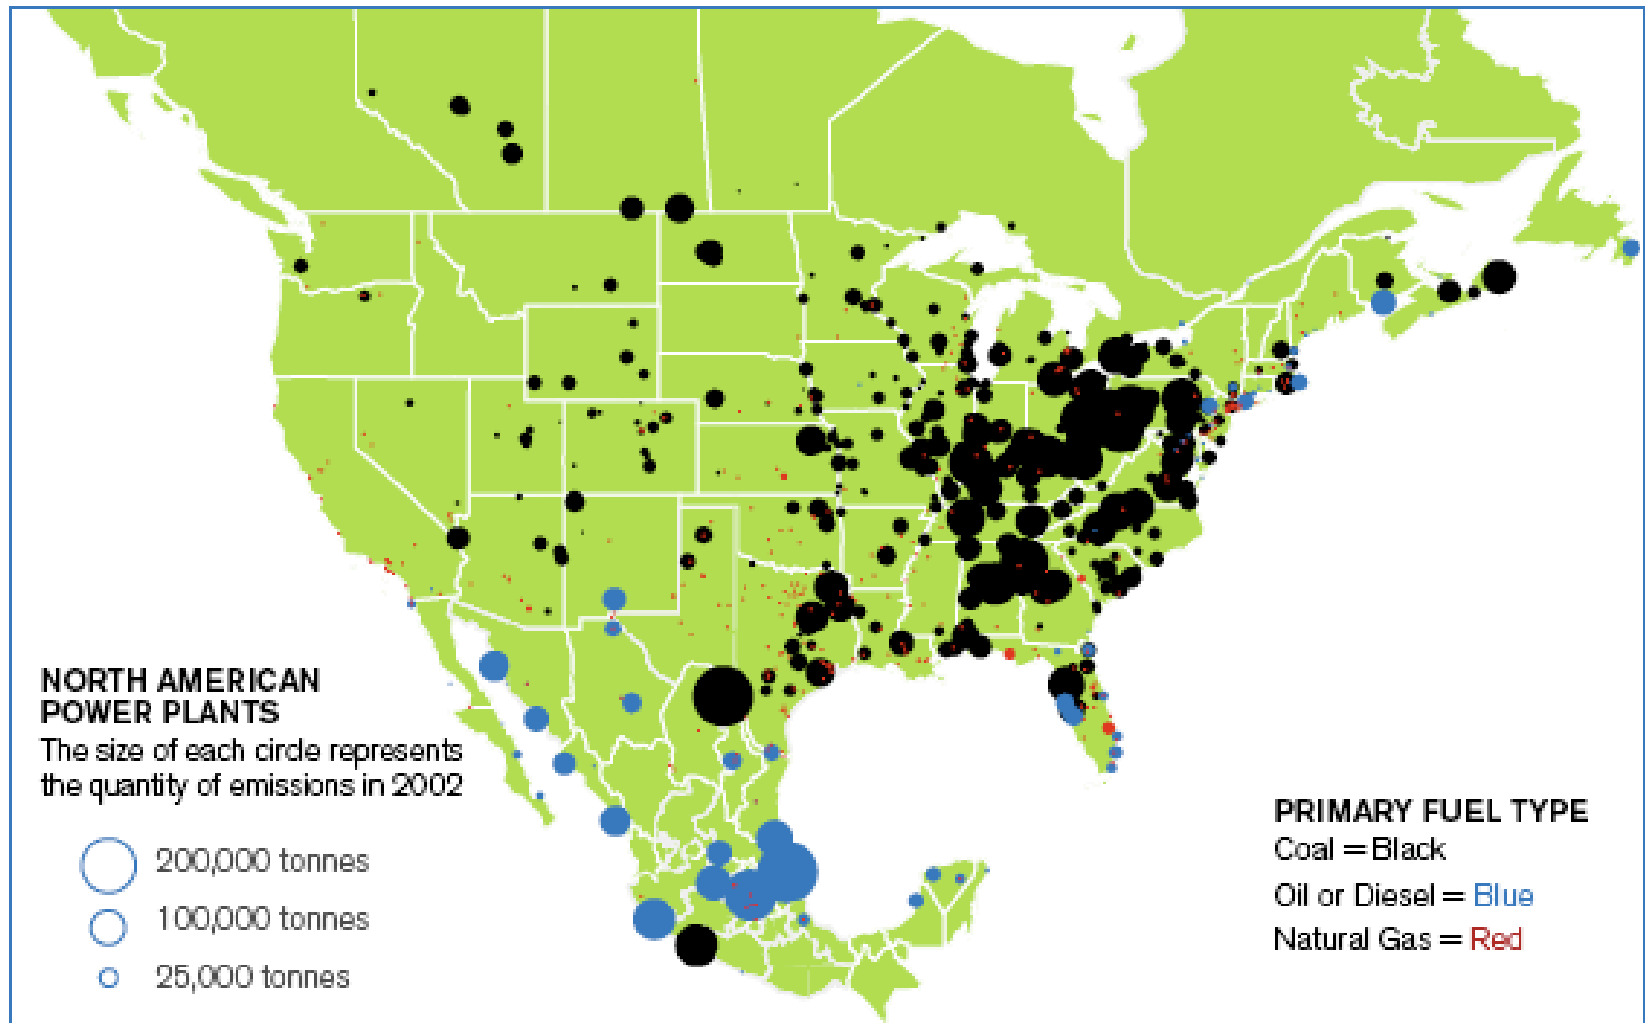 NORTH AMERICAN
POWER PLANTS
The size of each circle represents
the quantity of emissions in 2002
200,000 tonnes
100,000 tonnes
25,000 tonnes
PRIMARY FUEL TYPE
Coal = Black
Oil or Diesel = Blue
Natural Gas = Red